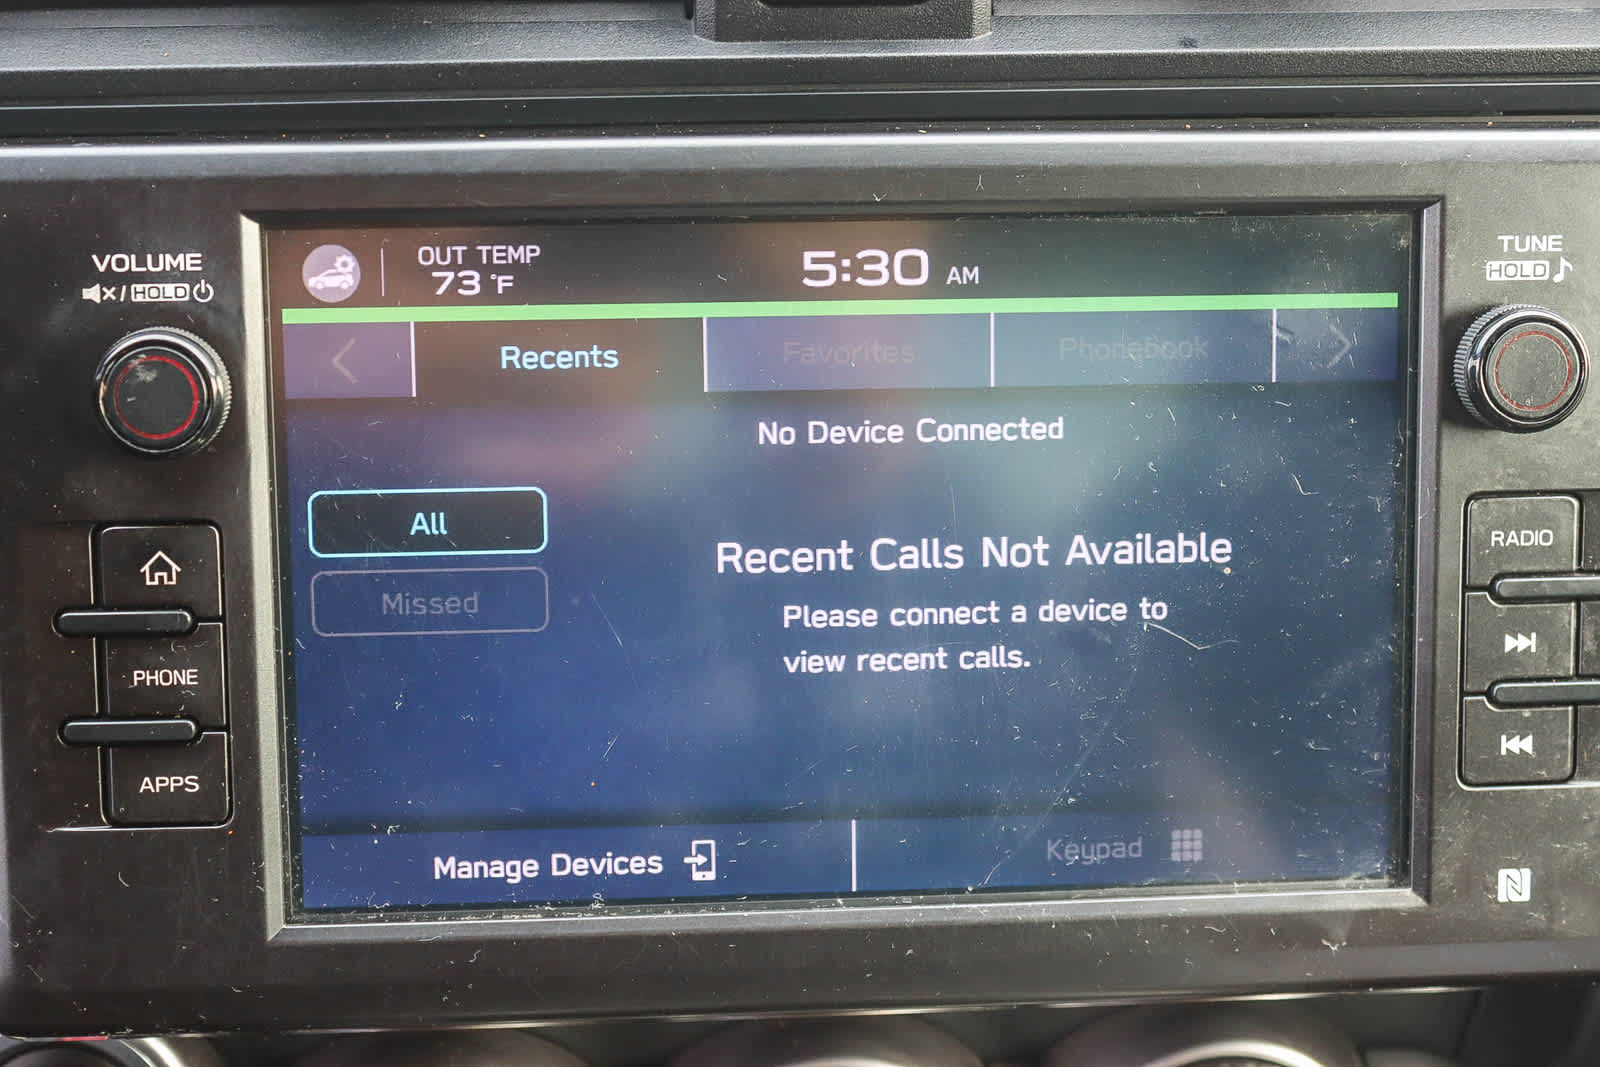 VOLUME
/ HOLD
OUT TEMP
73 °F
5:30 AM
TUNE
HOLD
Recents
Favorites
Phonebook
No Device Connected
All
Missed
Recent Calls Not Available
Please connect a device to
view recent calls.
Manage Devices
Keypad
PHONE
APPS
RADIO
N